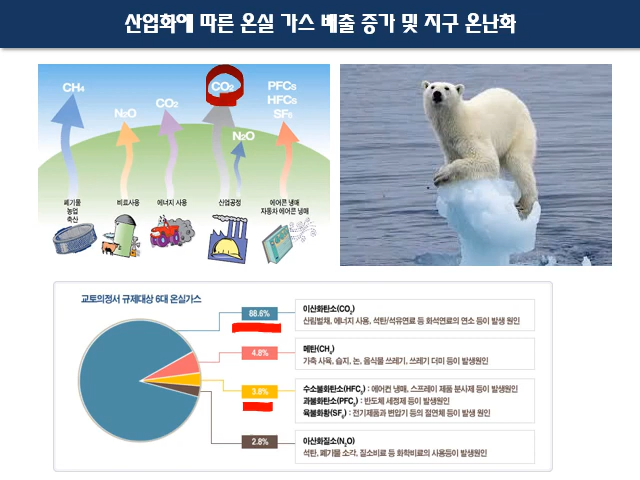 산업화에 따른 온실 가스 배출 증가 및 지구 온난화
CH₄
N₂O
CO₂
CO₂
N₂O
PFCs
HFCs
SF₆
폐기물
농업
축산
비료사용
에너지 사용
산업공정
에어콘 냉매
자동차 에어콘 냉매
교토의정서 규제대상 6대 온실가스
88.6%
이산화탄소(CO₂)
산림벌채, 에너지 사용, 석탄/석유연료 등 화석연료의 연소 등이 발생 원인
4.8%
메탄(CH₄)
가축 사육, 습지, 논, 음식물 쓰레기, 쓰레기 더미 등이 발생원인
3.8%
수소불화탄소(HFCs) : 에어컨 냉매, 스프레이 제품 분사제 등이 발생원인
과불화탄소(PFCs) : 반도체 세정제 등이 발생원인
육불화황(SF₆) : 전기제품과 변압기 등의 절연체 등이 발생 원인
2.8%
아산화질소(N₂O)
석탄, 폐기물 소각, 질소비료 등 화학비료의 사용등이 발생원인